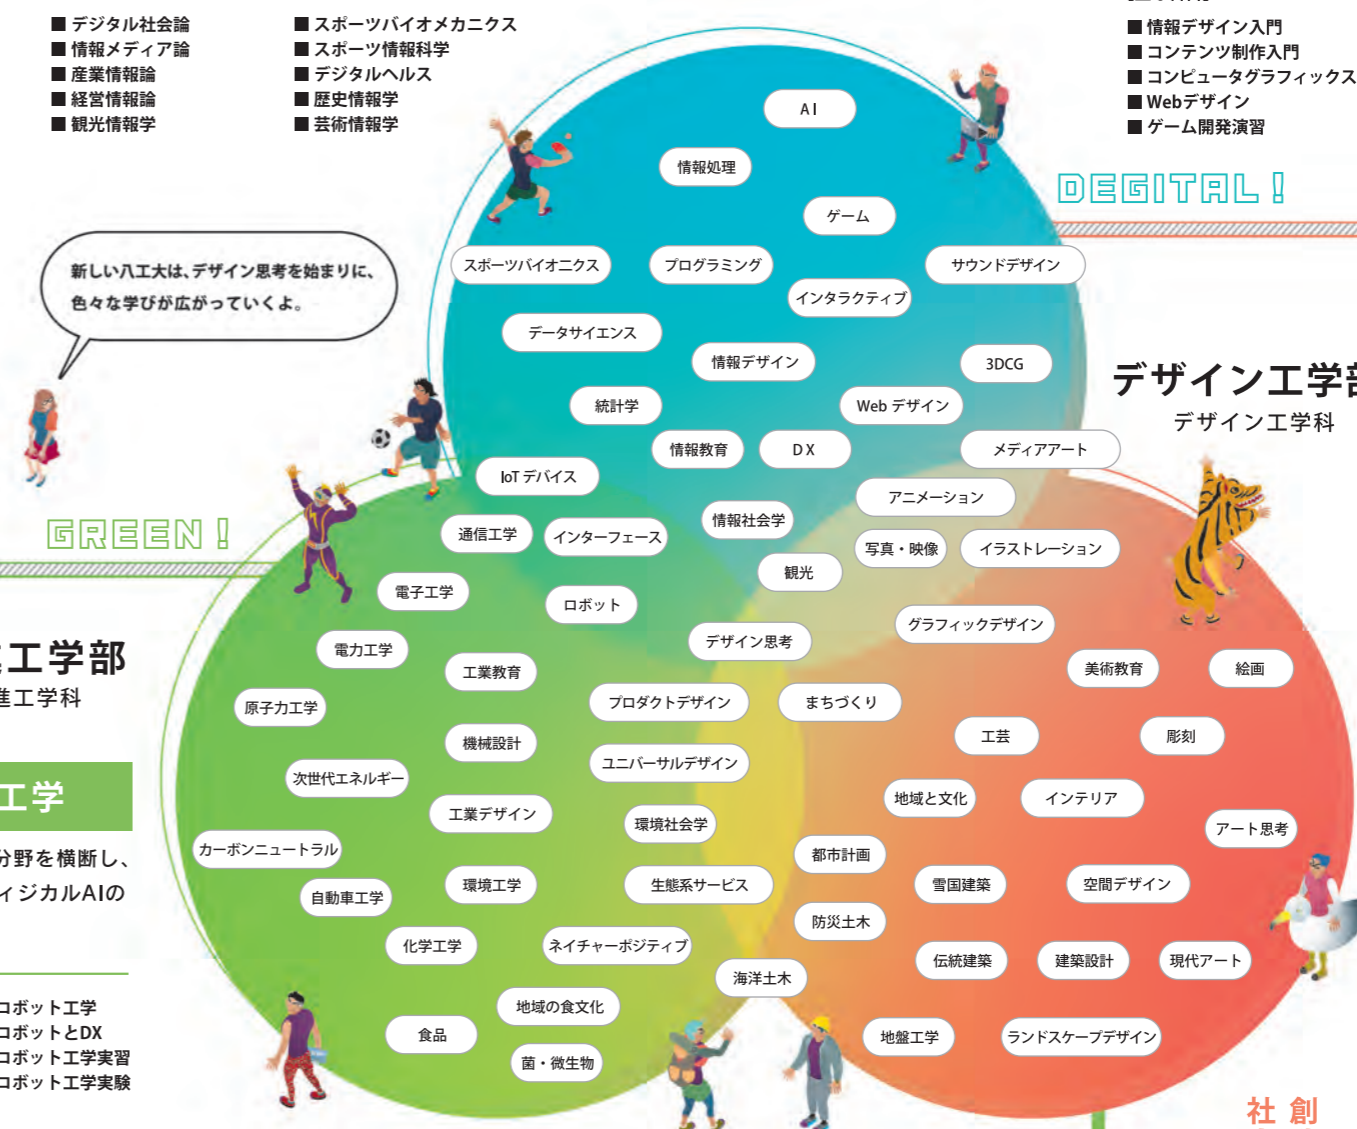 ■ デジタル社会論
■ 情報メディア論
■ 産業情報論
■ 経営情報論
■ 観光情報学
■ スポーツバイオメカニクス
■ スポーツ情報科学
■ デジタルヘルス
■ 歴史情報学
■ 芸術情報学
■ 情報デザイン入門
■ コンテンツ制作入門
■ コンピュータグラフィックス
■ Webデザイン
■ ゲーム開発演習
DEGITAL!
新しい八工大は、デザイン思考を始まりに、
色々な学びが広がっていくよ。
AI
情報処理
ゲーム
スポーツバイオニクス
プログラミング
サウンドデザイン
インタラクティブ
データサイエンス
情報デザイン
3DCG
統計学
Web デザイン
情報教育
DX
メディアアート
IoT デバイス
アニメーション
通信工学
インターフェース
情報社会学
写真・映像
イラストレーション
観光
デザイン工学部
デザイン工学科
GREEN!
電子工学
ロボット
グラフィックデザイン
電力工学
デザイン思考
工業教育
美術教育
絵画
原子力工学
プロダクトデザイン
まちづくり
機械設計
工芸
彫刻
次世代エネルギー
ユニバーサルデザイン
工業デザイン
環境社会学
地域と文化
インテリア
アート思考
カーボンニュートラル
都市計画
自動車工学
環境工学
生態系サービス
雪国建築
空間デザイン
防災土木
化学工学
ネイチャーポジティブ
伝統建築
建築設計
現代アート
海洋土木
地域の食文化
食品
菌・微生物
地盤工学
ランドスケープデザイン
工学部
進工学科
工学
分野を横断し、
ィジカルAIの
ロボット工学
ロボットとDX
ロボット工学実習
ロボット工学実験
社 創